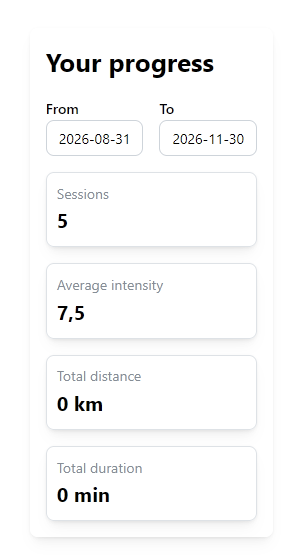 Your progress
From To
2026-08-31 2026-11-30
Sessions
5
Average intensity
7,5
Total distance
0 km
Total duration
0 min